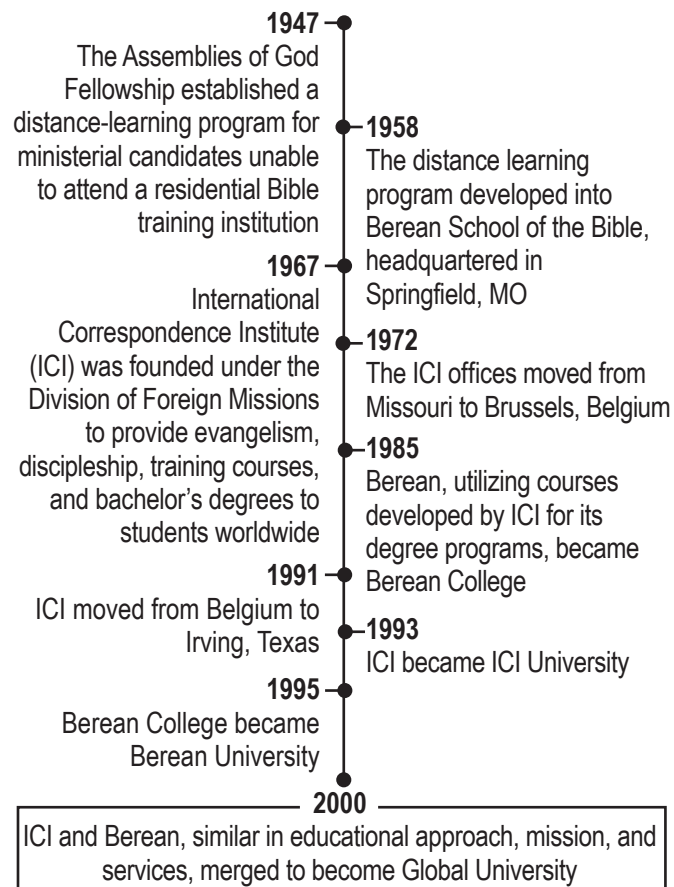 1947
The Assemblies of God
Fellowship established a
distance-learning program for
ministerial candidates unable
to attend a residential Bible
training institution
1958
The distance learning
program developed into
Berean School of the Bible,
headquartered in
Springfield, MO
1967
International
Correspondence Institute
(ICI) was founded under the
Division of Foreign Missions
to provide evangelism,
discipleship, training courses,
and bachelor's degrees to
students worldwide
1972
The ICI offices moved from
Missouri to Brussels, Belgium
1985
Berean, utilizing courses
developed by ICI for its
degree programs, became
Berean College
1991
ICI moved from Belgium to
Irving, Texas
1993
ICI became ICI University
1995
Berean College became
Berean University
2000
ICI and Berean, similar in educational approach, mission, and
services, merged to become Global University